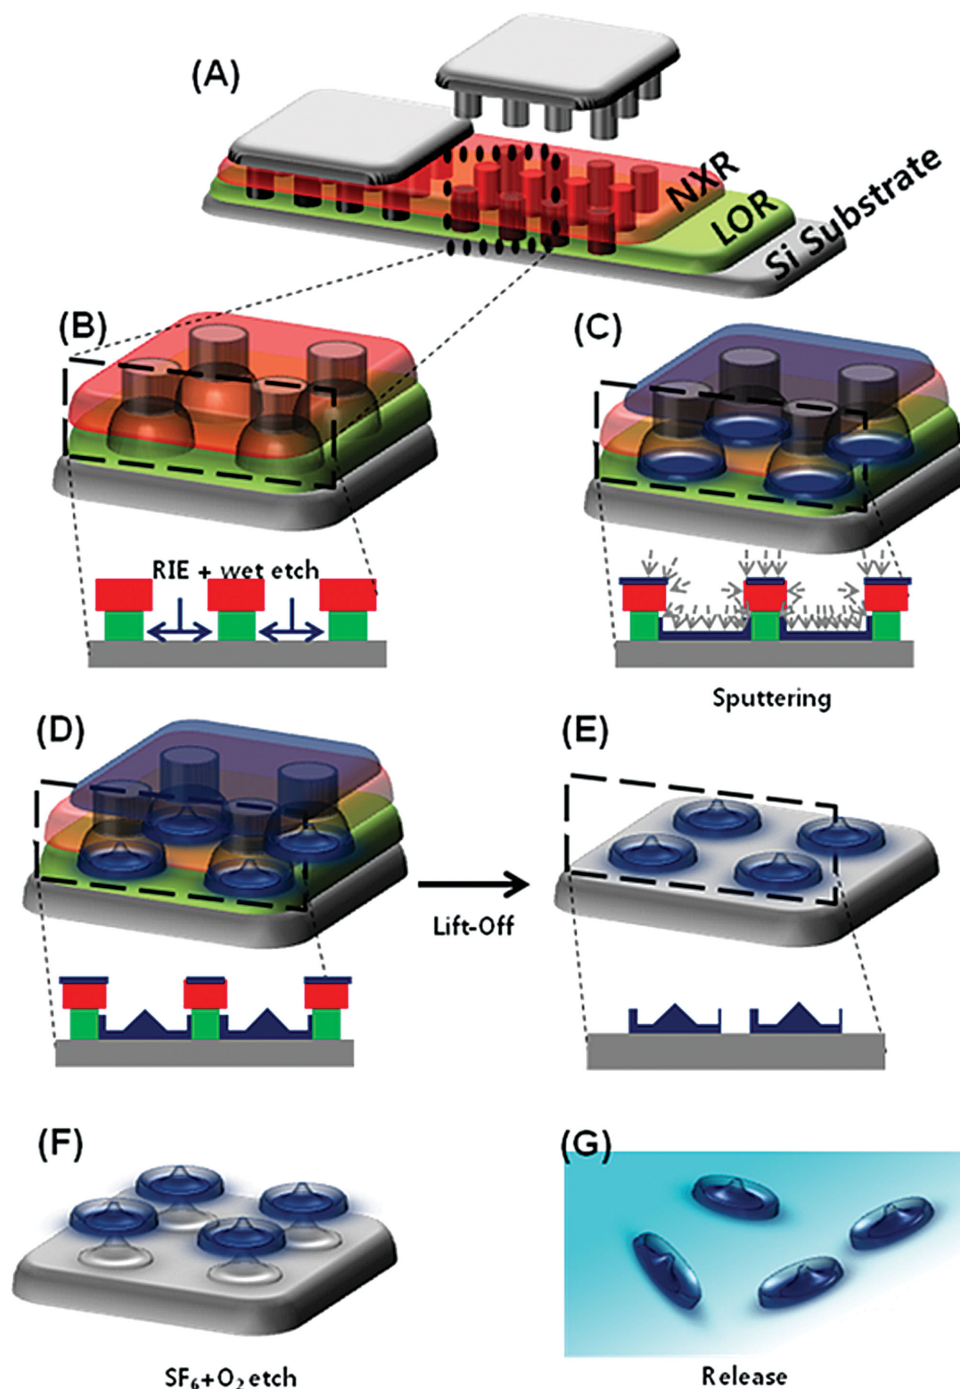 (A)
NXR
LOR
Si Substrate
(B)
(C)
RIE + wet etch
Sputtering
(D)
(E)
Lift-Off
(F)
(G)
SF₆+O₂ etch
Release